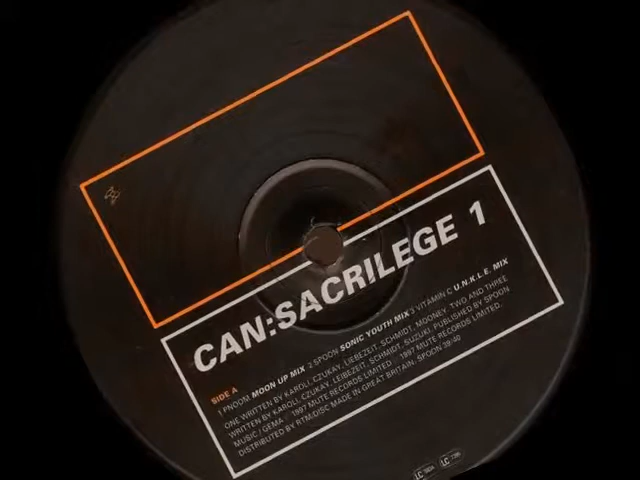 CAN:SACRILEGE 1
SIDE A
1 PNOOM MOON UP MIX 2 SPOON SONIC YOUTH MIX 3 VITAMIN C U.N.K.L.E. MIX
ONE WRITTEN BY KAROLI, CZUKAY, LIEBEZEIT, SCHMIDT, MOONEY. TWO AND THREE
WRITTEN BY KAROLI, CZUKAY, LEIBEZEIT, SCHMIDT, SUZUKI. PUBLISHED BY SPOON
MUSIC / GEMA. 1997 MUTE RECORDS LIMITED. 1997 MUTE RECORDS LIMITED.
DISTRIBUTED BY RTM/DISC MADE IN GREAT BRITAIN. SPOON 39/40
LC LC